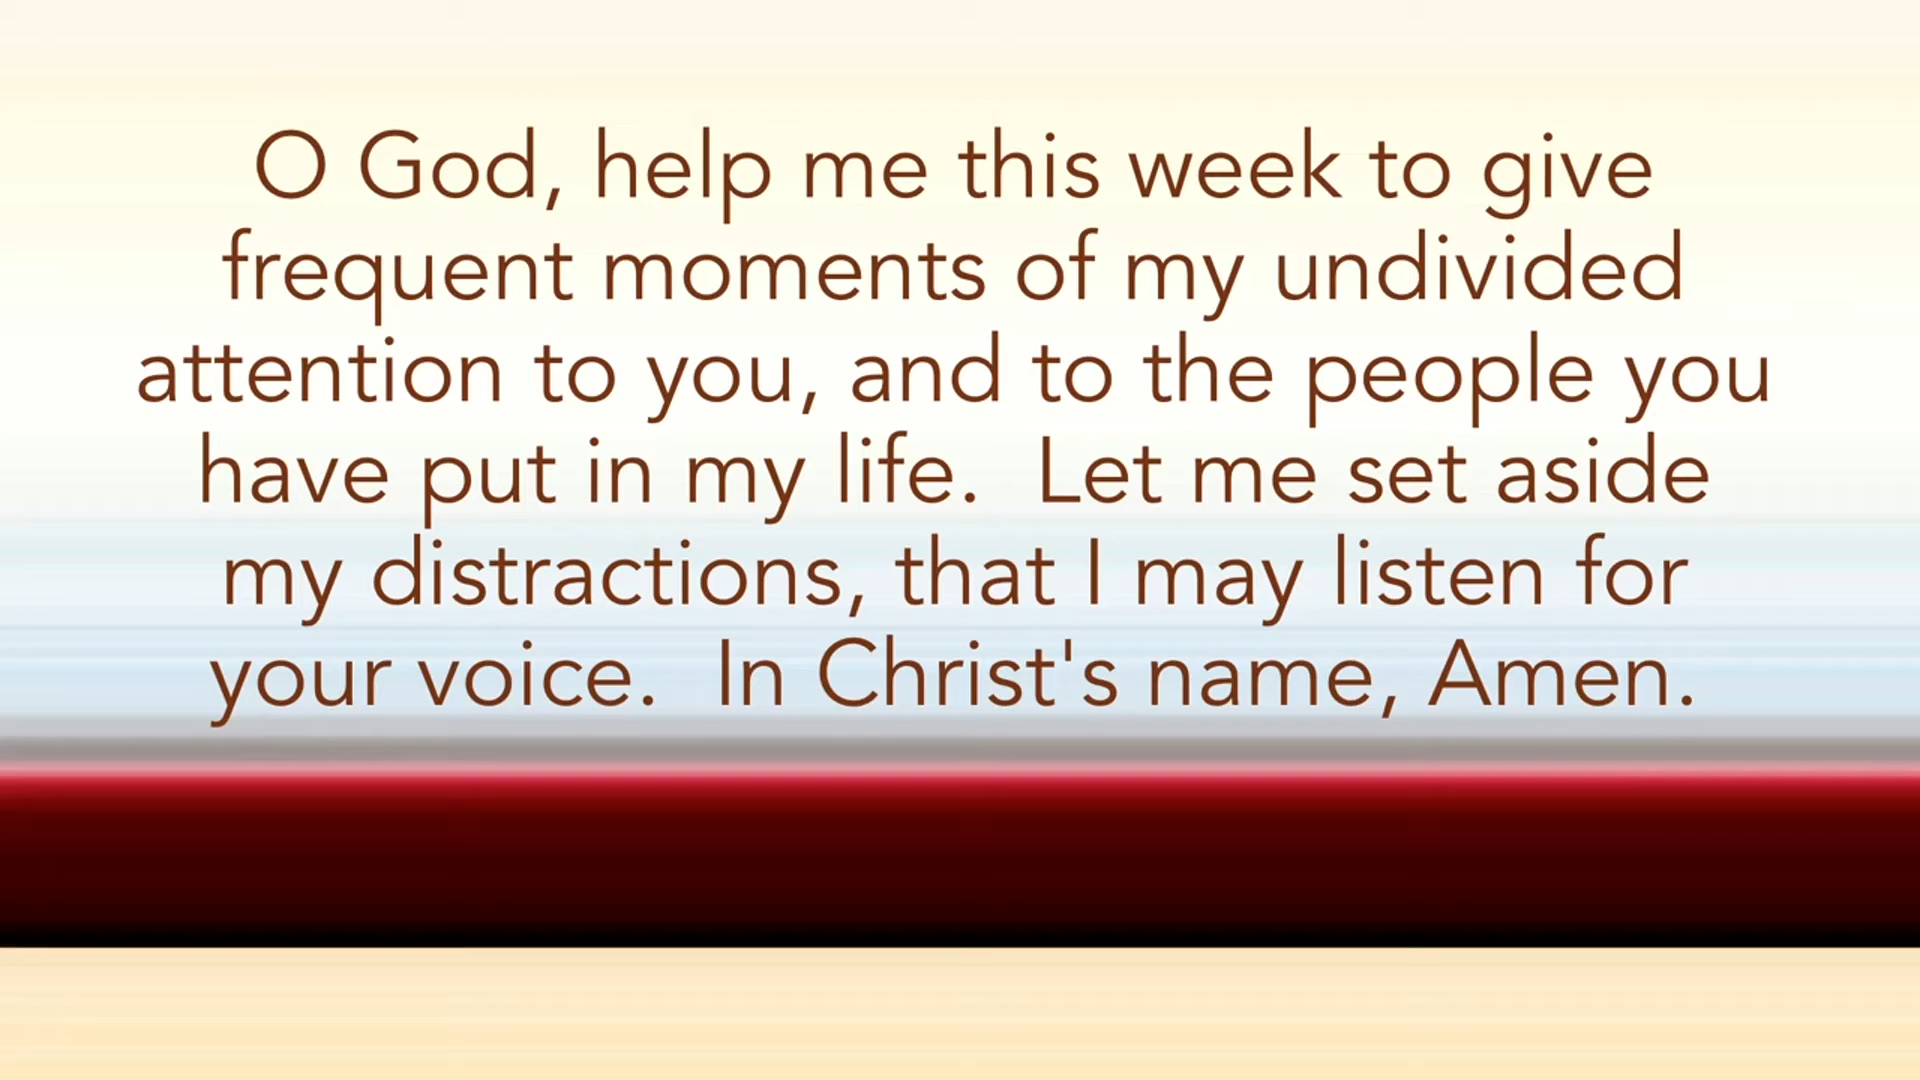 O God, help me this week to give
frequent moments of my undivided
attention to you, and to the people you
have put in my life.  Let me set aside
my distractions, that I may listen for
your voice.  In Christ's name, Amen.